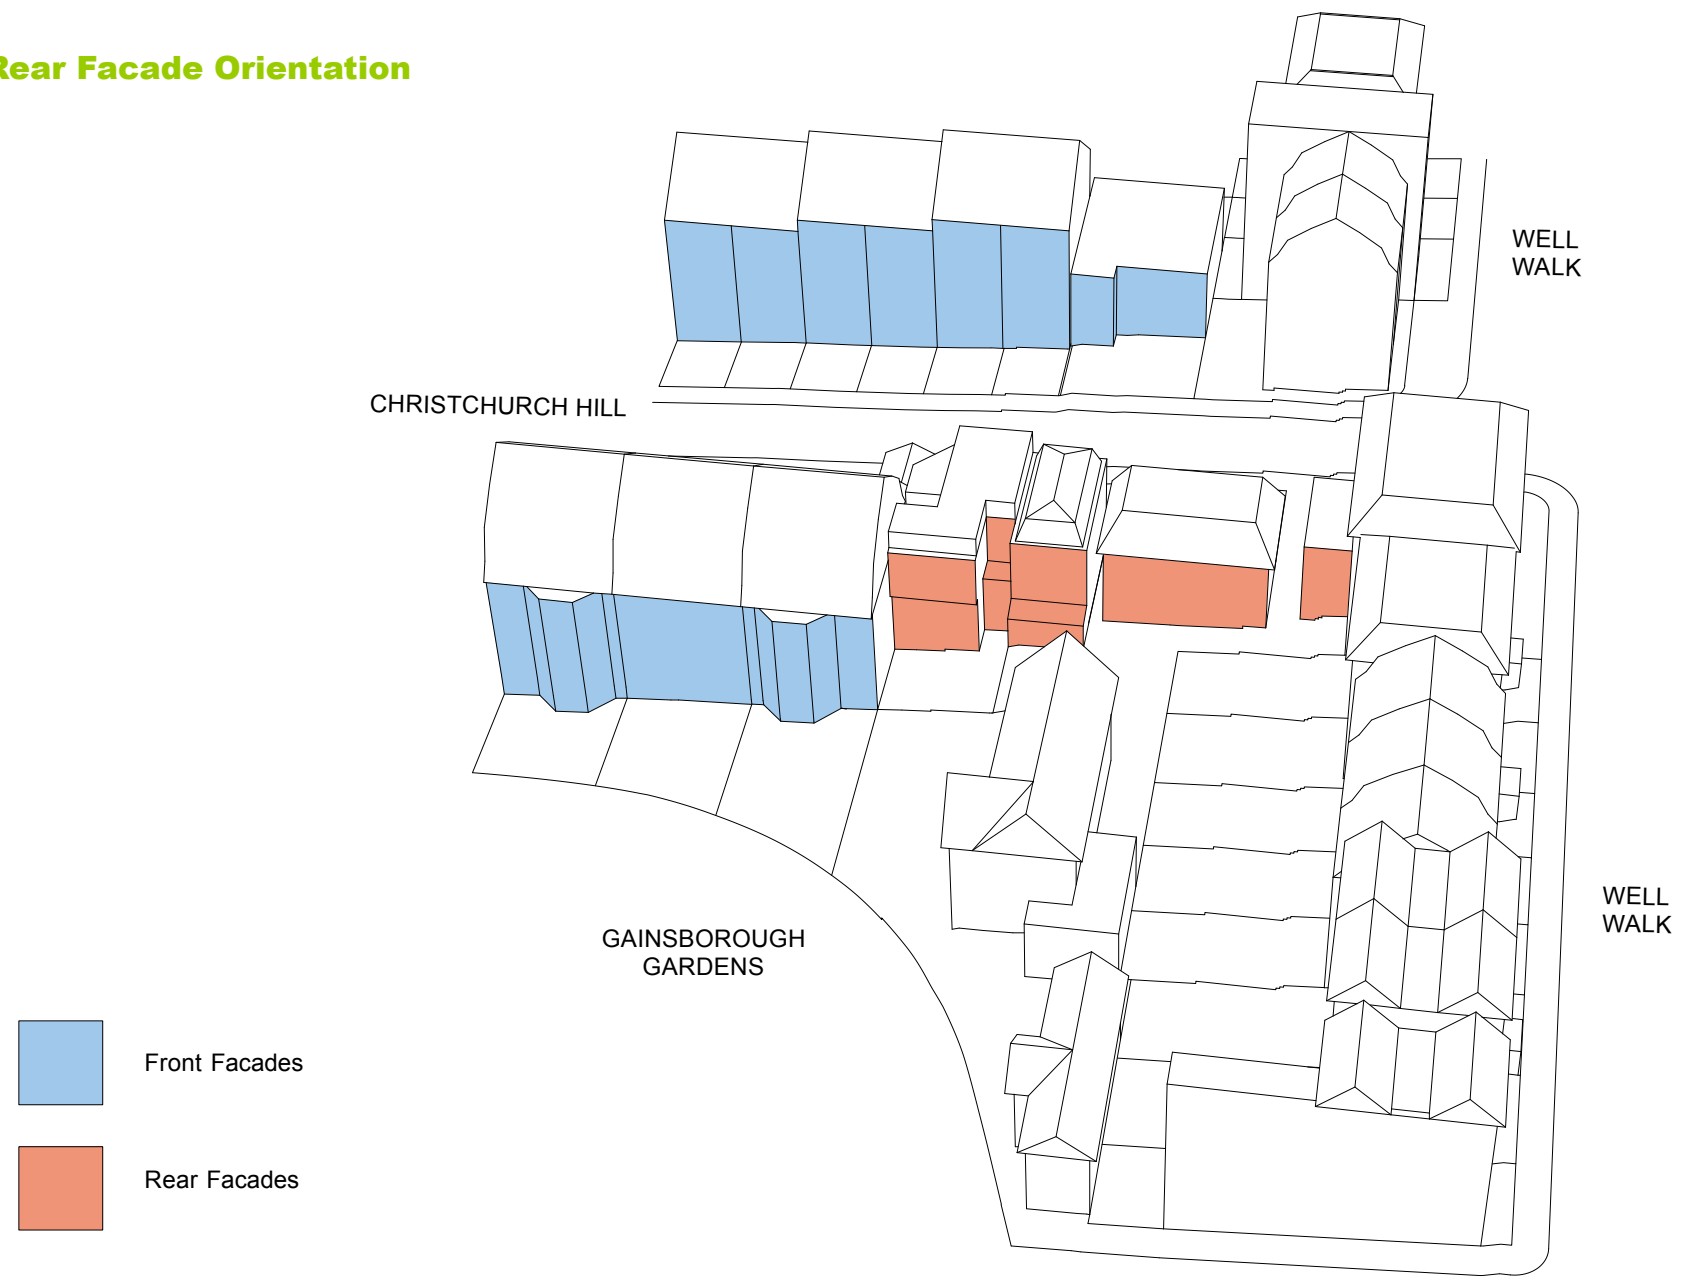 Rear Facade Orientation
WELL
WALK
CHRISTCHURCH HILL
WELL
WALK
GAINSBOROUGH
GARDENS
Front Facades
Rear Facades